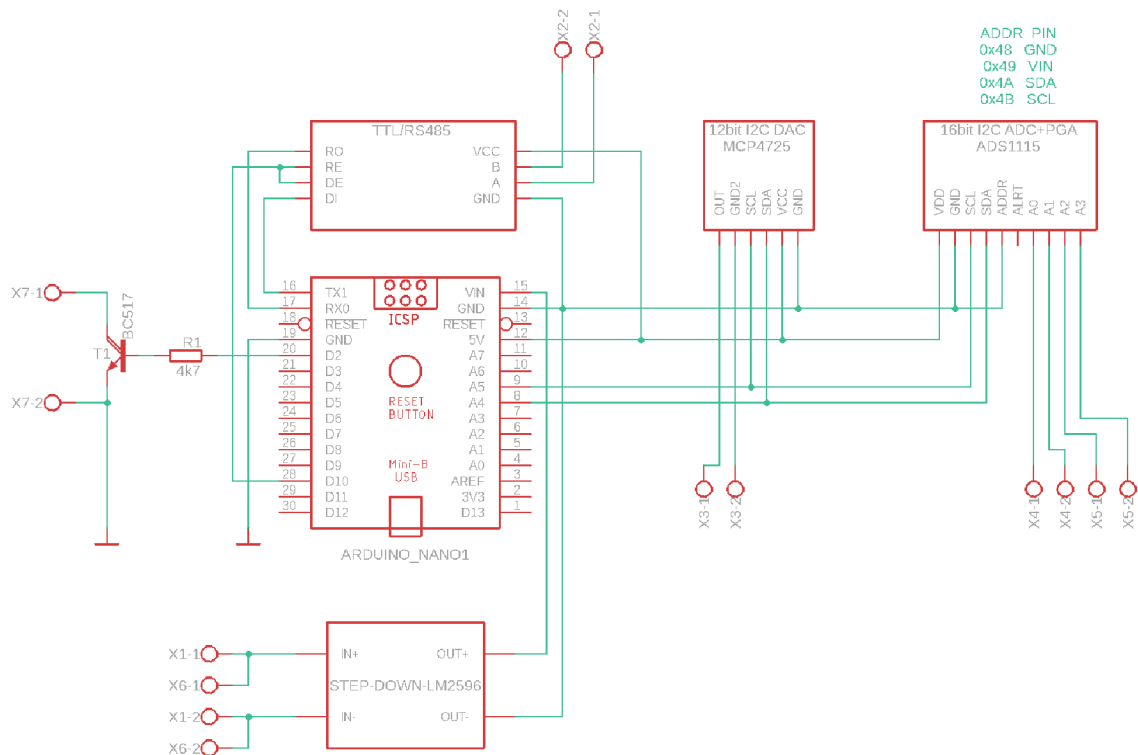 X2-2
X2-1
ADDR PIN
0x48 GND
0x49 VIN
0x4A SDA
0x4B SCL
TTL/RS485
RO
RE
DE
DI
VCC
B
A
GND
12bit I2C DAC
MCP4725
OUT
GND2
SCL
SDA
VCC
GND
16bit I2C ADC+PGA
ADS1115
VDD
GND
SCL
SDA
ADDR
ALRT
A0
A1
A2
A3
X7-1
X7-2
BC517
T1
R1
4k7
16 TX1
17 RX0
18 RESET
19 GND
20 D2
21 D3
22 D4
23 D5
24 D6
25 D7
26 D8
27 D9
28 D10
29 D11
30 D12
ICSP
RESET
BUTTON
Mini-B
USB
VIN 15
GND 14
RESET 13
5V 12
A7 11
A6 10
A5 9
A4 8
A3 7
A2 6
A1 5
A0 4
AREF 3
3V3 2
D13 1
ARDUINO_NANO1
X3-1
X3-2
X4-1
X4-2
X5-1
X5-2
X1-1
X6-1
X1-2
X6-2
IN+
OUT+
STEP-DOWN-LM2596
IN-
OUT-